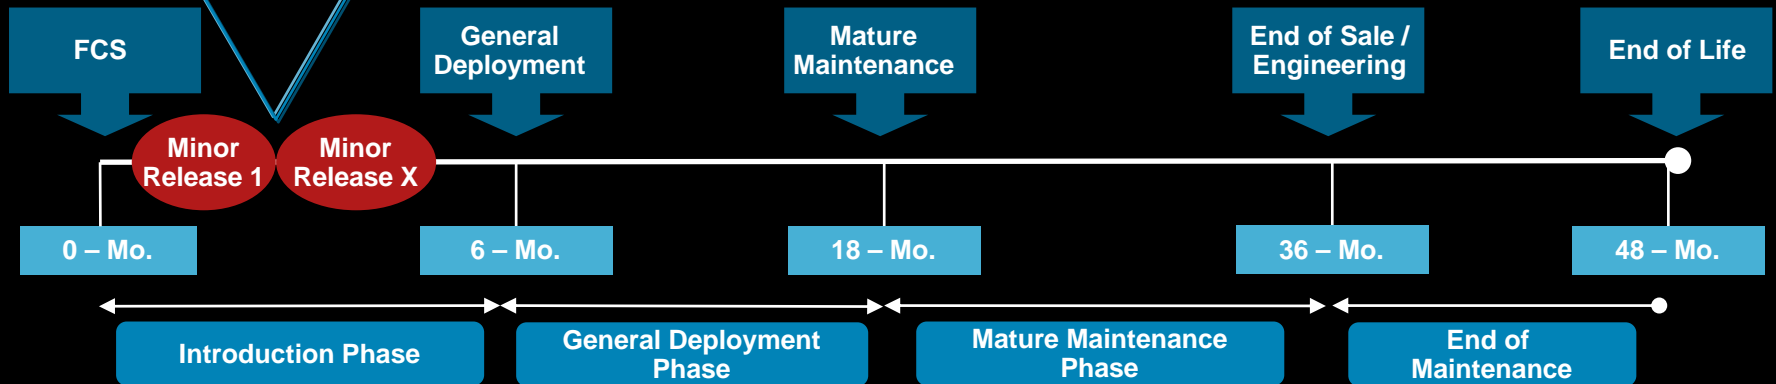 FCS
General
Deployment
Mature
Maintenance
End of Sale /
Engineering
End of Life
Minor
Release 1
Minor
Release X
0 – Mo.
6 – Mo.
18 – Mo.
36 – Mo.
48 – Mo.
Introduction Phase
General Deployment
Phase
Mature Maintenance
Phase
End of
Maintenance